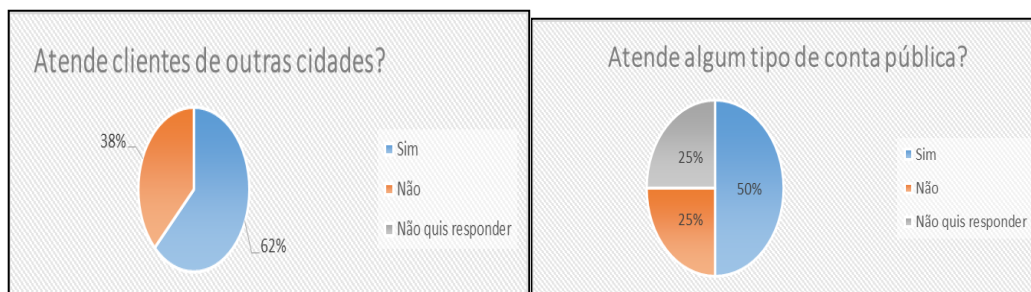 Atende clientes de outras cidades?
38%
62%
Sim
Não
Não quis responder
Atende algum tipo de conta pública?
25%
50%
25%
Sim
Não
Não quis responder